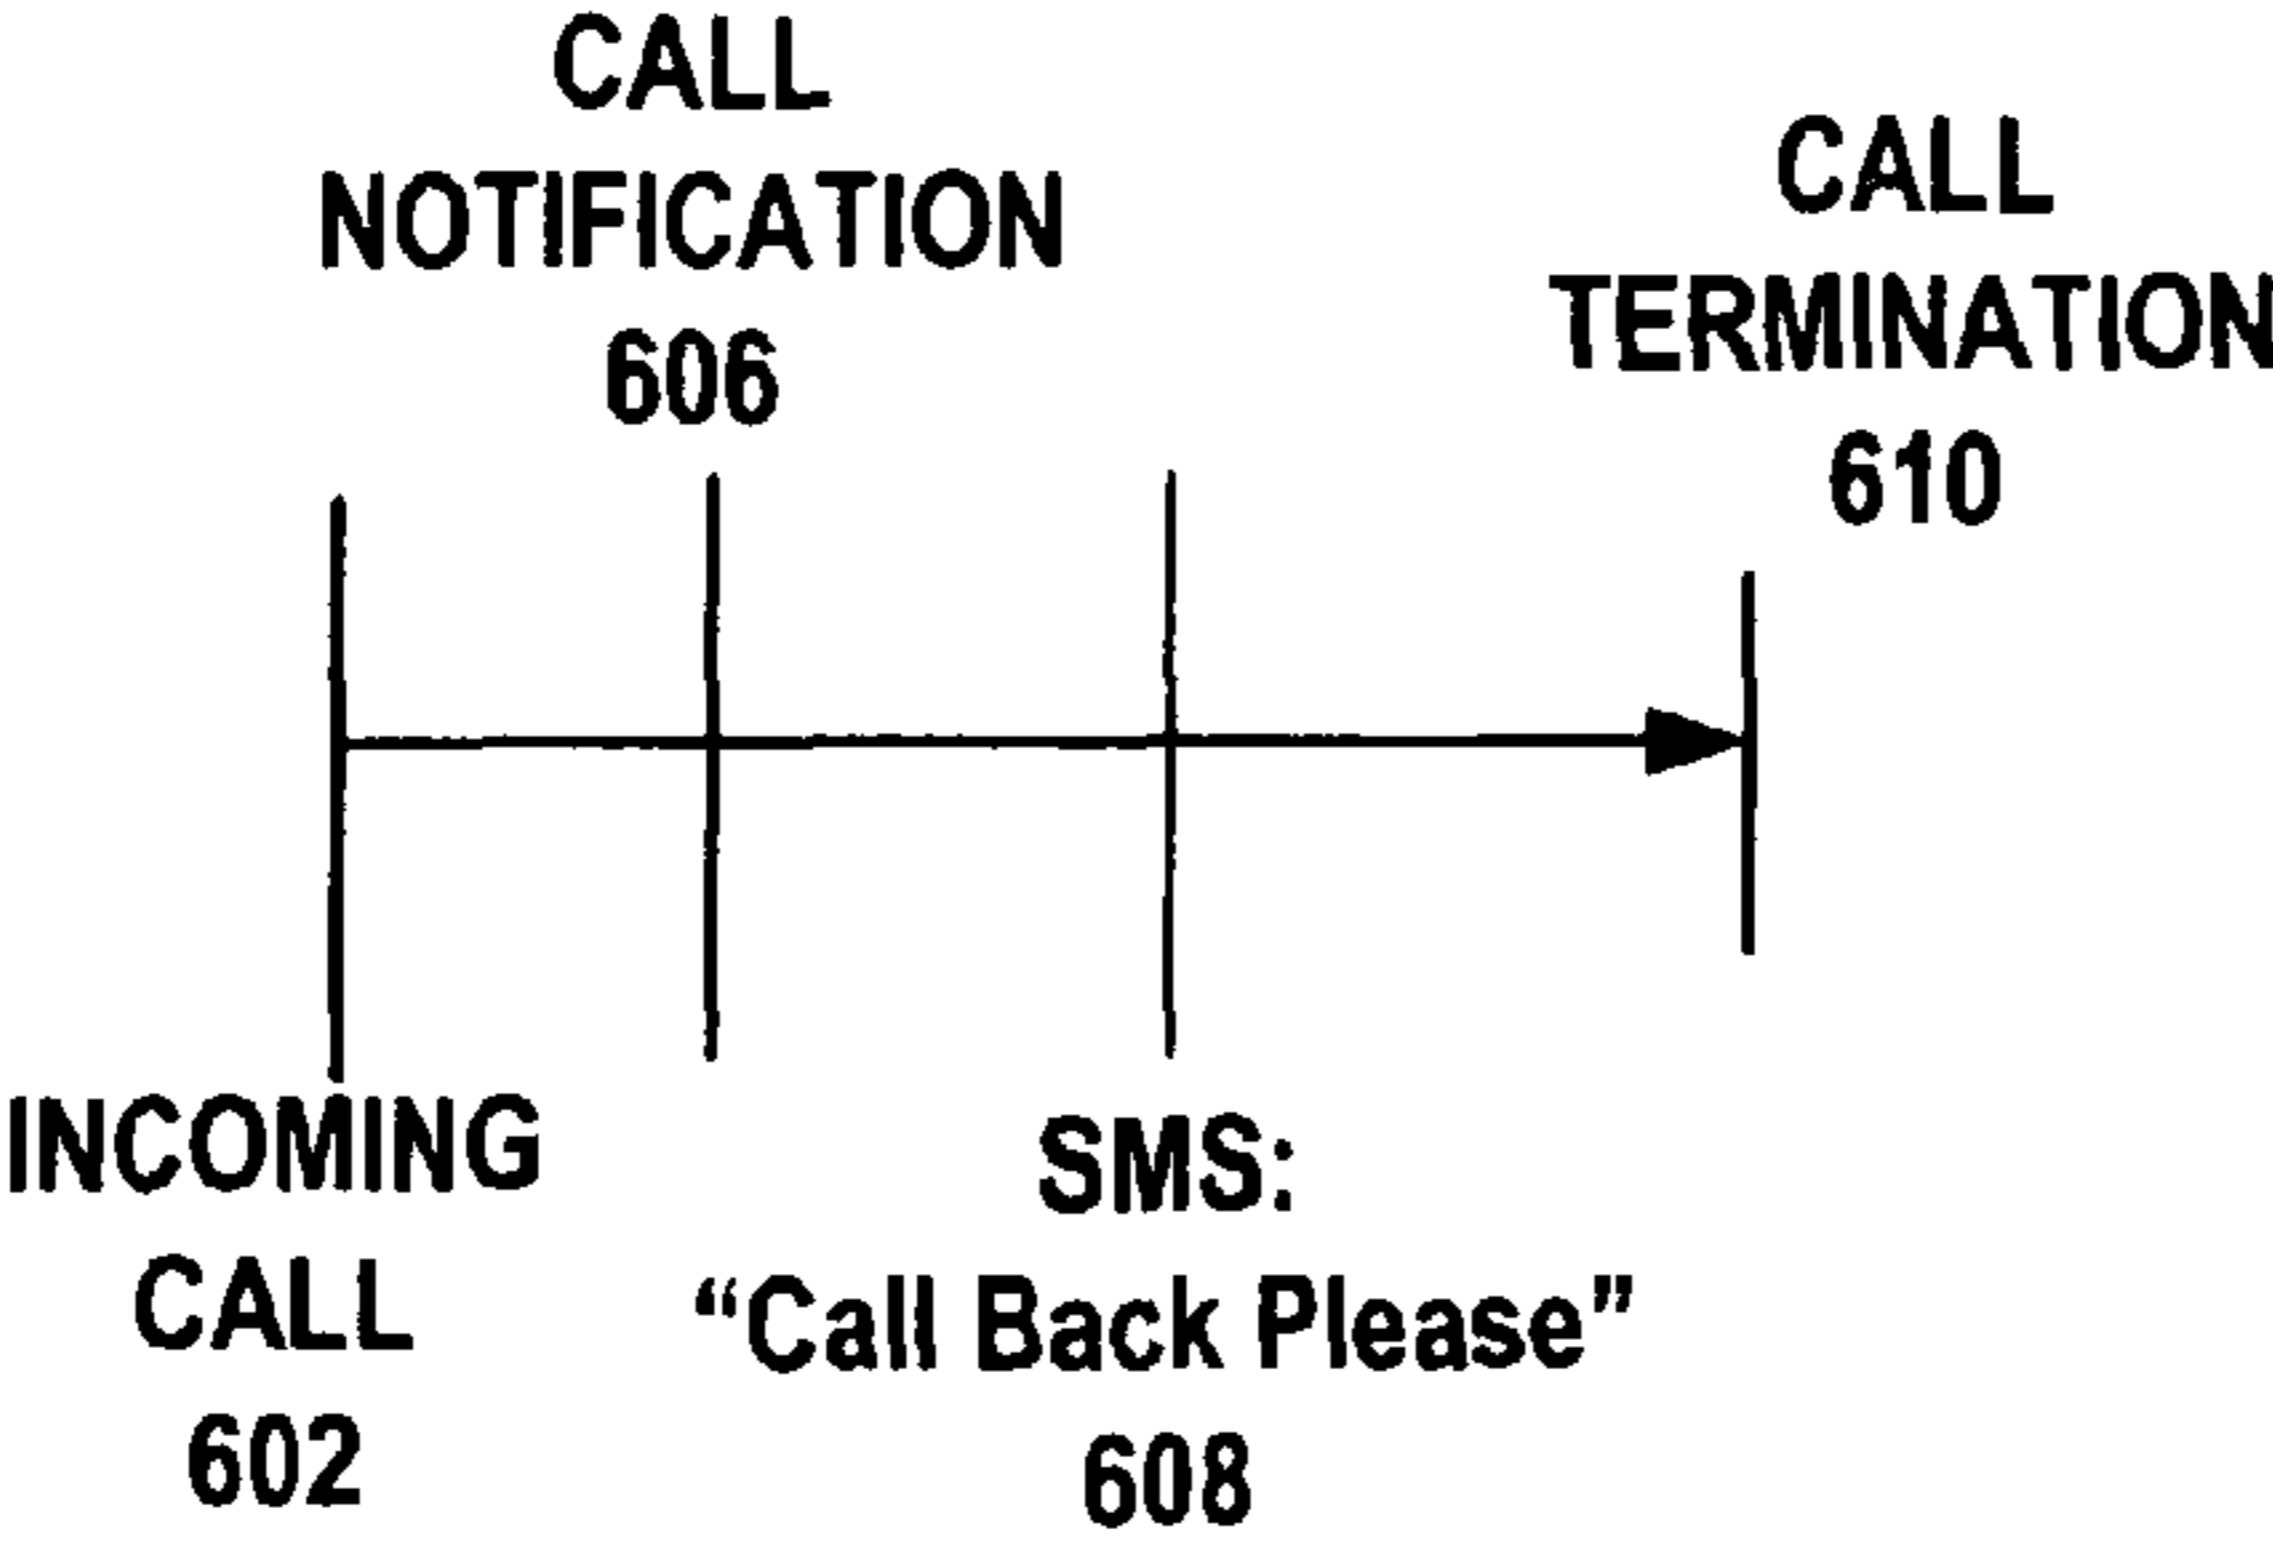 CALL
NOTIFICATION
606
CALL
TERMINATION
610
INCOMING
CALL
602
SMS:
“Call Back Please”
608